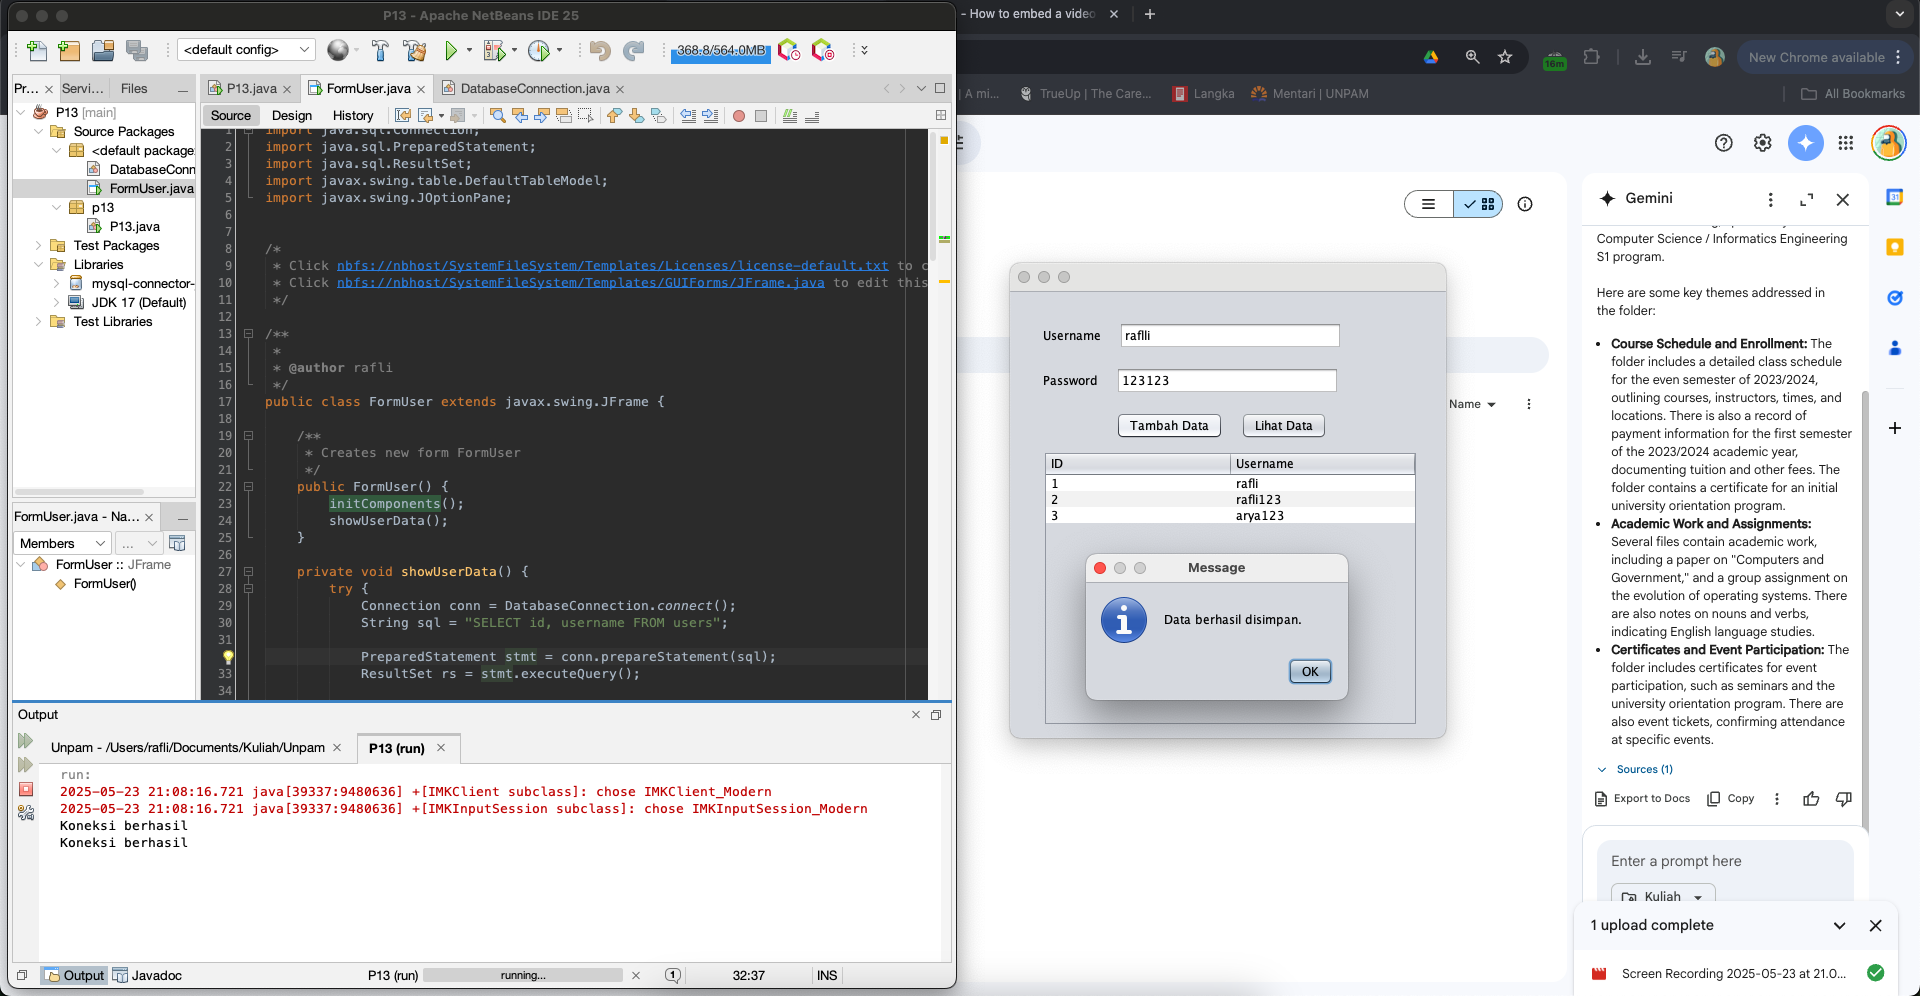 P13 - Apache NetBeans IDE 25
<default config>
368.8/564.0MB
Pr...
Servi...
Files
P13 [main]
Source Packages
<default package
DatabaseConn
FormUser.java
p13
P13.java
Test Packages
Libraries
mysql-connector-
JDK 17 (Default)
Test Libraries
FormUser.java - Na...
Members
...
FormUser :: JFrame
FormUser()
P13.java
FormUser.java
DatabaseConnection.java
Source
Design
History
1 import java.sql.Connection;
2 import java.sql.PreparedStatement;
3 import java.sql.ResultSet;
4 import javax.swing.table.DefaultTableModel;
5 import javax.swing.JOptionPane;
6
7
8 /*
9 * Click nbfs://nbhost/SystemFileSystem/Templates/Licenses/license-default.txt to c
10 * Click nbfs://nbhost/SystemFileSystem/Templates/GUIForms/JFrame.java to edit this
11 */
12
13 /**
14 *
15 * @author rafli
16 */
17 public class FormUser extends javax.swing.JFrame {
18
19 /**
20 * Creates new form FormUser
21 */
22 public FormUser() {
23 initComponents();
24 showUserData();
25 }
26
27 private void showUserData() {
28 try {
29 Connection conn = DatabaseConnection.connect();
30 String sql = "SELECT id, username FROM users";
31
PreparedStatement stmt = conn.prepareStatement(sql);
33 ResultSet rs = stmt.executeQuery();
34
Output
Unpam - /Users/rafli/Documents/Kuliah/Unpam
P13 (run)
run:
2025-05-23 21:08:16.721 java[39337:9480636] +[IMKClient subclass]: chose IMKClient_Modern
2025-05-23 21:08:16.721 java[39337:9480636] +[IMKInputSession subclass]: chose IMKInputSession_Modern
Koneksi berhasil
Koneksi berhasil
Output
Javadoc
P13 (run)
running...
1
32:37
INS
- How to embed a video
16m
New Chrome available
| A mi...
TrueUp | The Care...
Langka
Mentari | UNPAM
All Bookmarks
Name
Username
raflli
Password
123123
Tambah Data
Lihat Data
ID Username
1 rafli
2 rafli123
3 arya123
Message
Data berhasil disimpan.
OK
Gemini
Computer Science / Informatics Engineering
S1 program.
Here are some key themes addressed in
the folder:
• Course Schedule and Enrollment: The
folder includes a detailed class schedule
for the even semester of 2023/2024,
outlining courses, instructors, times, and
locations. There is also a record of
payment information for the first semester
of the 2023/2024 academic year,
documenting tuition and other fees. The
folder contains a certificate for an initial
university orientation program.
• Academic Work and Assignments:
Several files contain academic work,
including a paper on "Computers and
Government," and a group assignment on
the evolution of operating systems. There
are also notes on nouns and verbs,
indicating English language studies.
• Certificates and Event Participation: The
folder includes certificates for event
participation, such as seminars and the
university orientation program. There are
also event tickets, confirming attendance
at specific events.
Sources (1)
Export to Docs
Copy
Enter a prompt here
Kuliah
31
1 upload complete
Screen Recording 2025-05-23 at 21.0...